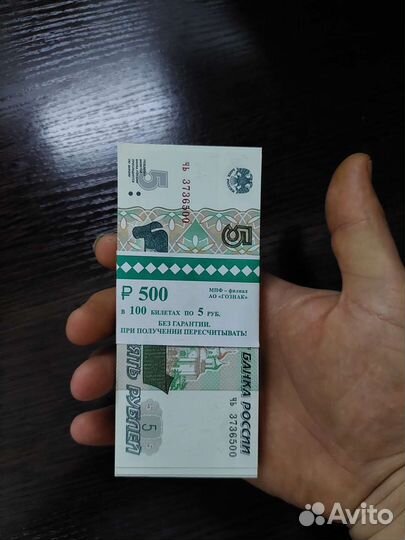 5
чь 3736500
5
₽ 500
МПФ – филиал
АО «ГОЗНАК»
в 100 билетах по 5 руб.
БЕЗ ГАРАНТИИ.
ПРИ ПОЛУЧЕНИИ ПЕРЕСЧИТЫВАТЬ!
БАНКА РОССИИ
чь 3736500
ЯТЬ РУБЛЕЙ
5
Avito